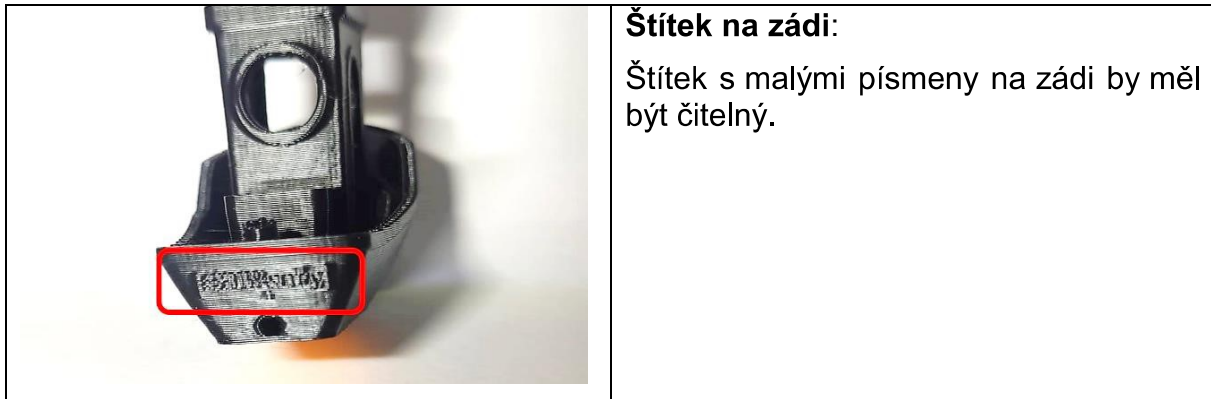 Štítek na zádi:
Štítek s malými písmeny na zádi by měl
být čitelný.